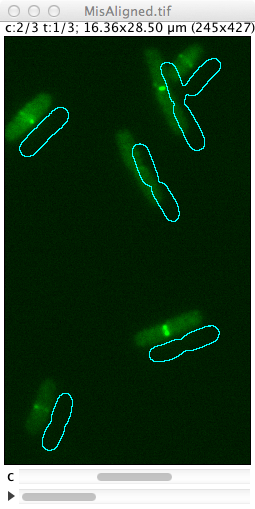 MisAligned.tif
c:2/3 t:1/3; 16.36x28.50 µm (245x427)
c